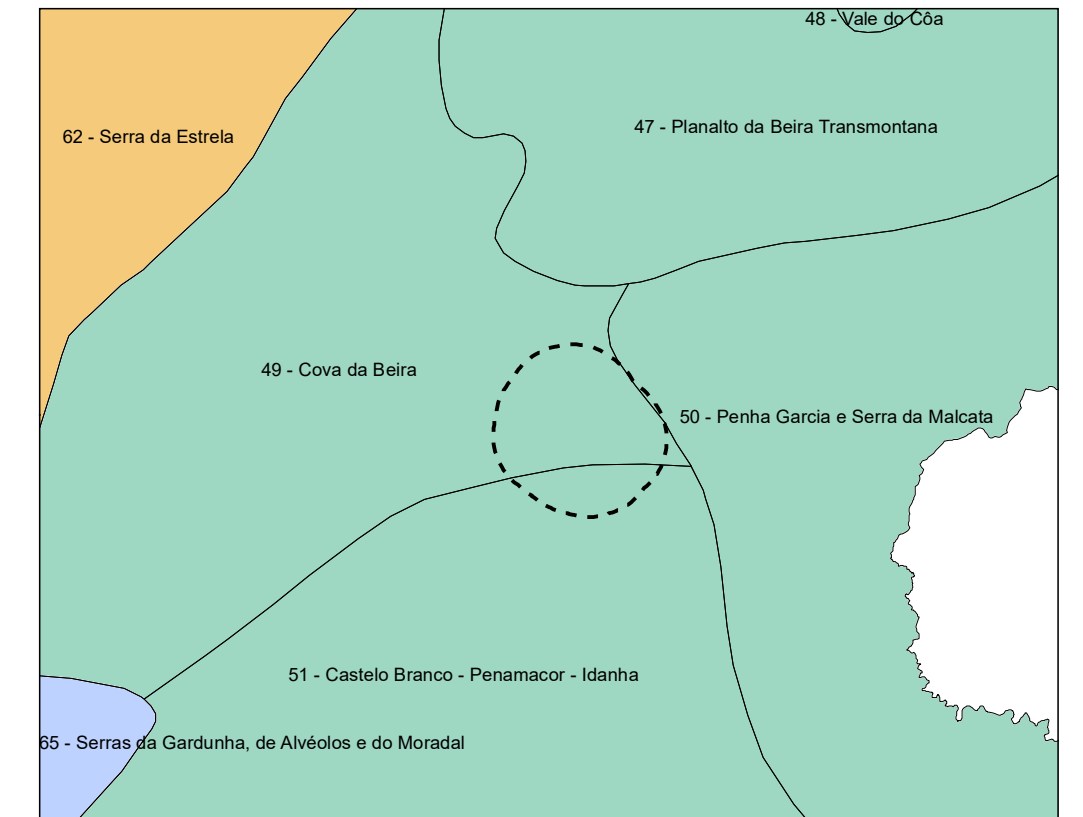 48 - Vale do Côa
62 - Serra da Estrela
47 - Planalto da Beira Transmontana
49 - Cova da Beira
50 - Penha Garcia e Serra da Malcata
51 - Castelo Branco - Penamacor - Idanha
65 - Serras da Gardunha, de Alvéolos e do Moradal